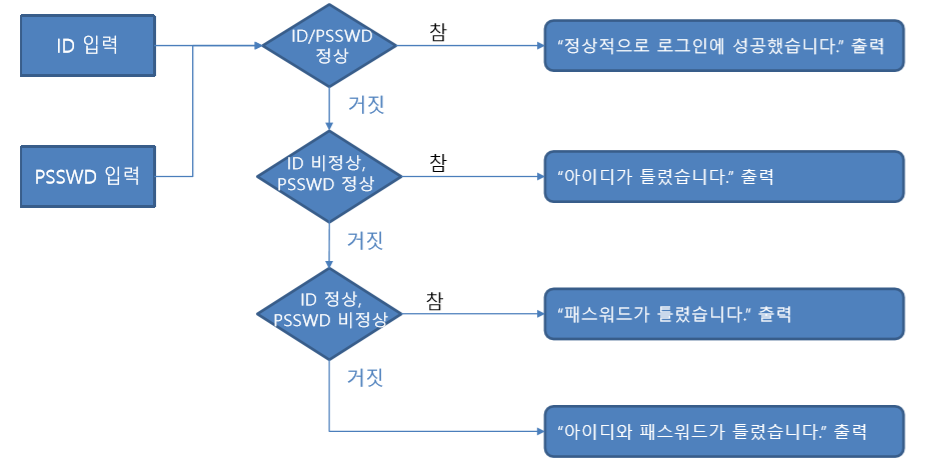 ID 입력
ID/PSSWD
정상
참
“정상적으로 로그인에 성공했습니다.” 출력
거짓
PSSWD 입력
ID 비정상,
PSSWD 정상
참
“아이디가 틀렸습니다.” 출력
거짓
ID 정상,
PSSWD 비정상
참
“패스워드가 틀렸습니다.” 출력
거짓
“아이디와 패스워드가 틀렸습니다.” 출력